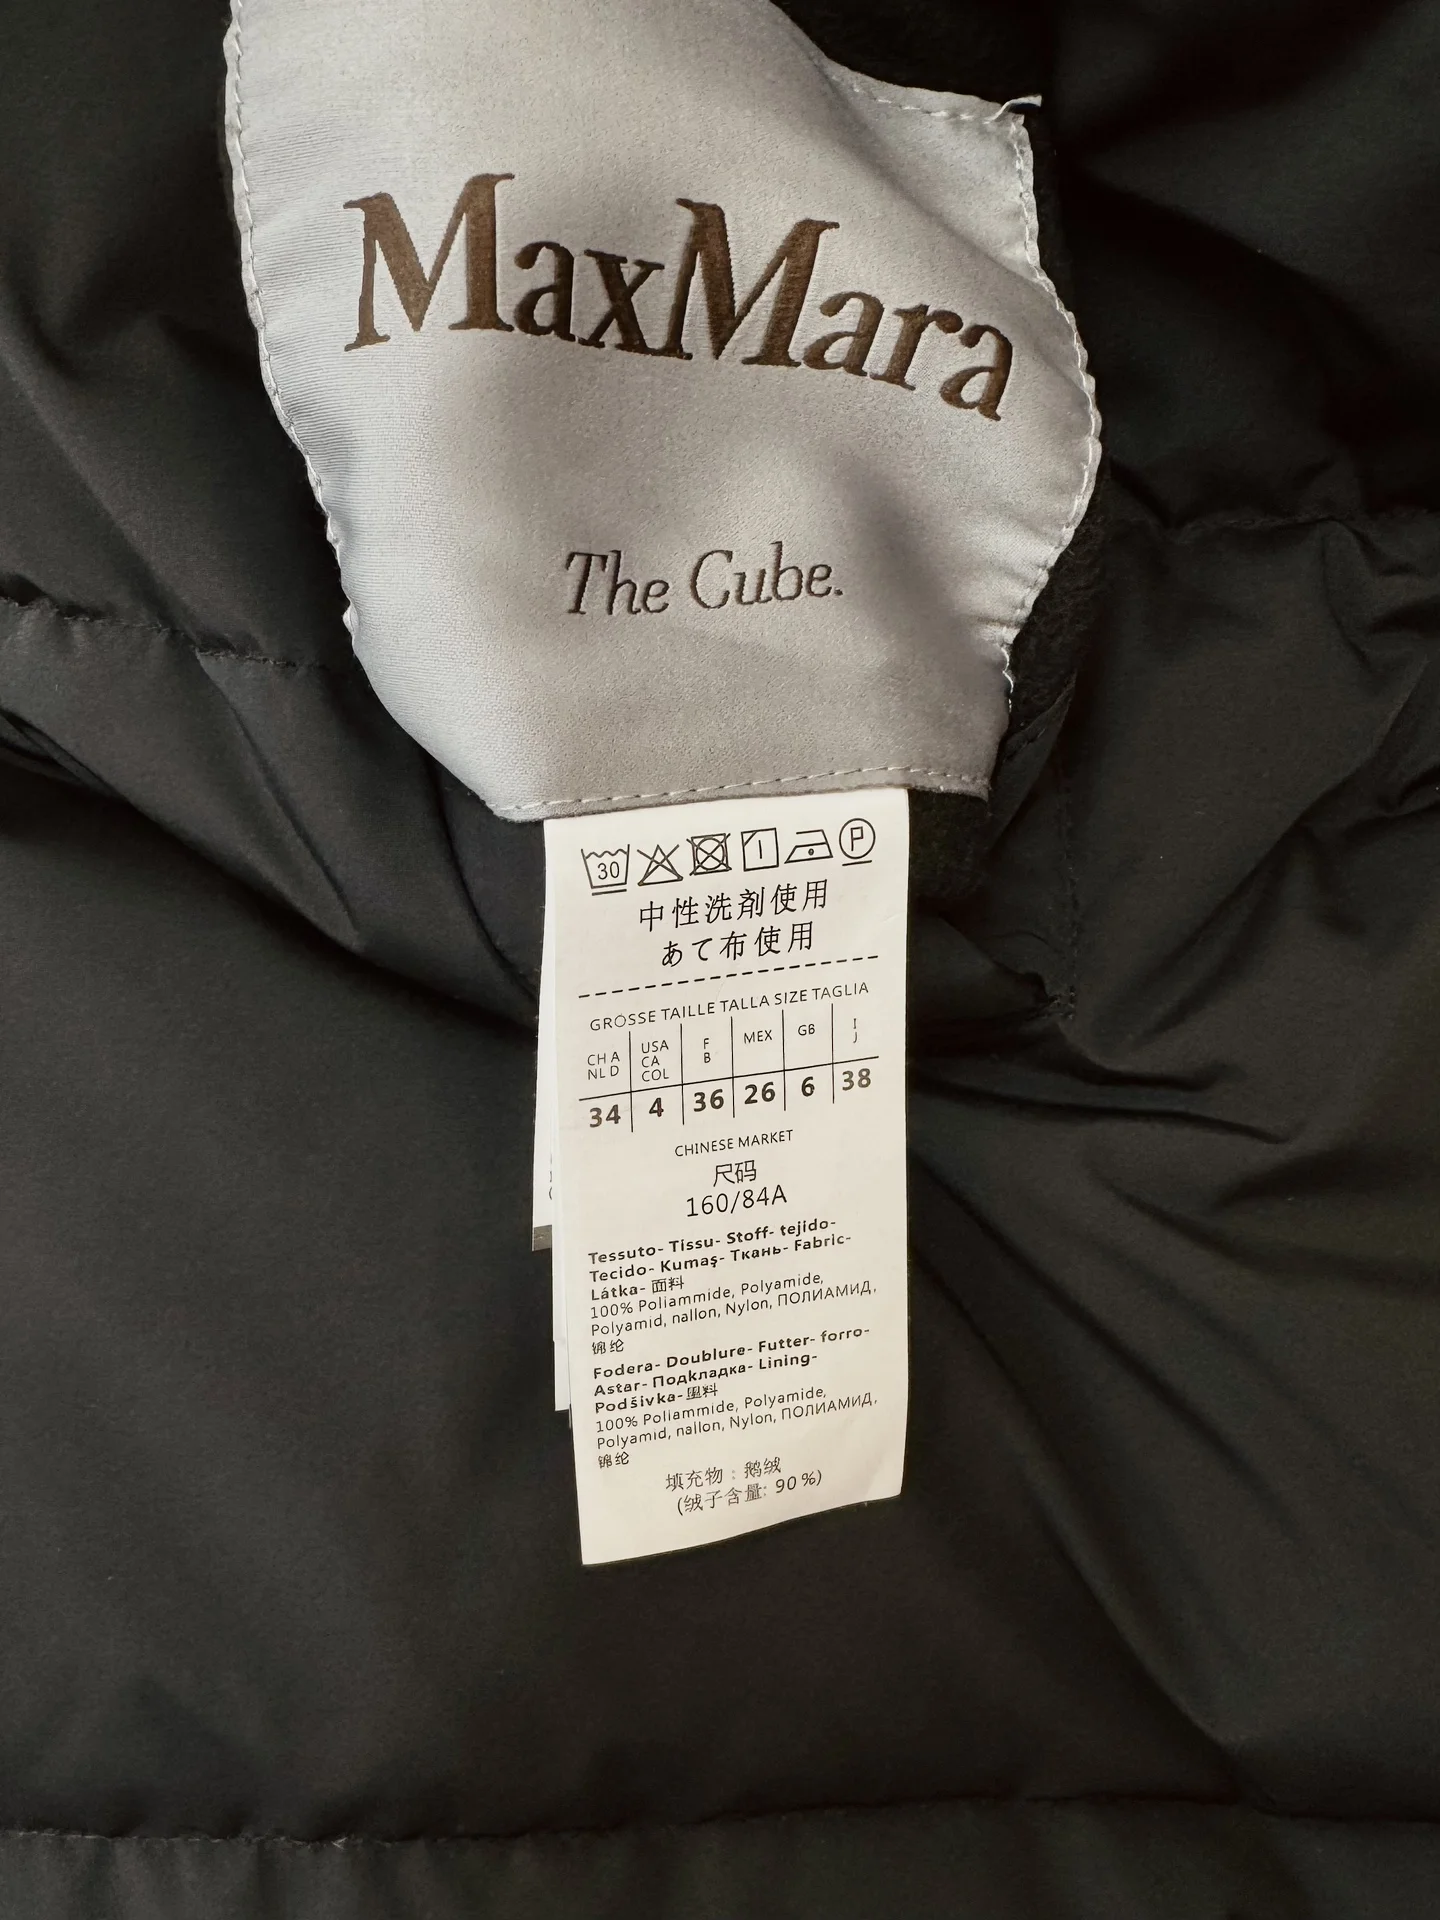 MaxMara
The Cube.
30 P
中性洗剤使用
あて布使用
GRÖSSE TAILLE TALLA SIZE TAGLIA
CH A NL D USA CA COL F B MEX GB I J
34 4 36 26 6 38
CHINESE MARKET
尺码
160/84A
Tessuto- Tissu- Stoff- tejido-
Tecido- Kumaş- Ткань- Fabric-
Látka- 面料
100% Poliammide, Polyamide,
Polyamid, nailon, Nylon, ПОЛИАМИД,
锦纶
Fodera- Doublure- Futter- forro-
Astar- Подкладка- Lining-
Podšívka- 里料
100% Poliammide, Polyamide,
Polyamid, nailon, Nylon, ПОЛИАМИД,
锦纶
填充物：鹅绒
(绒子含量: 90%)